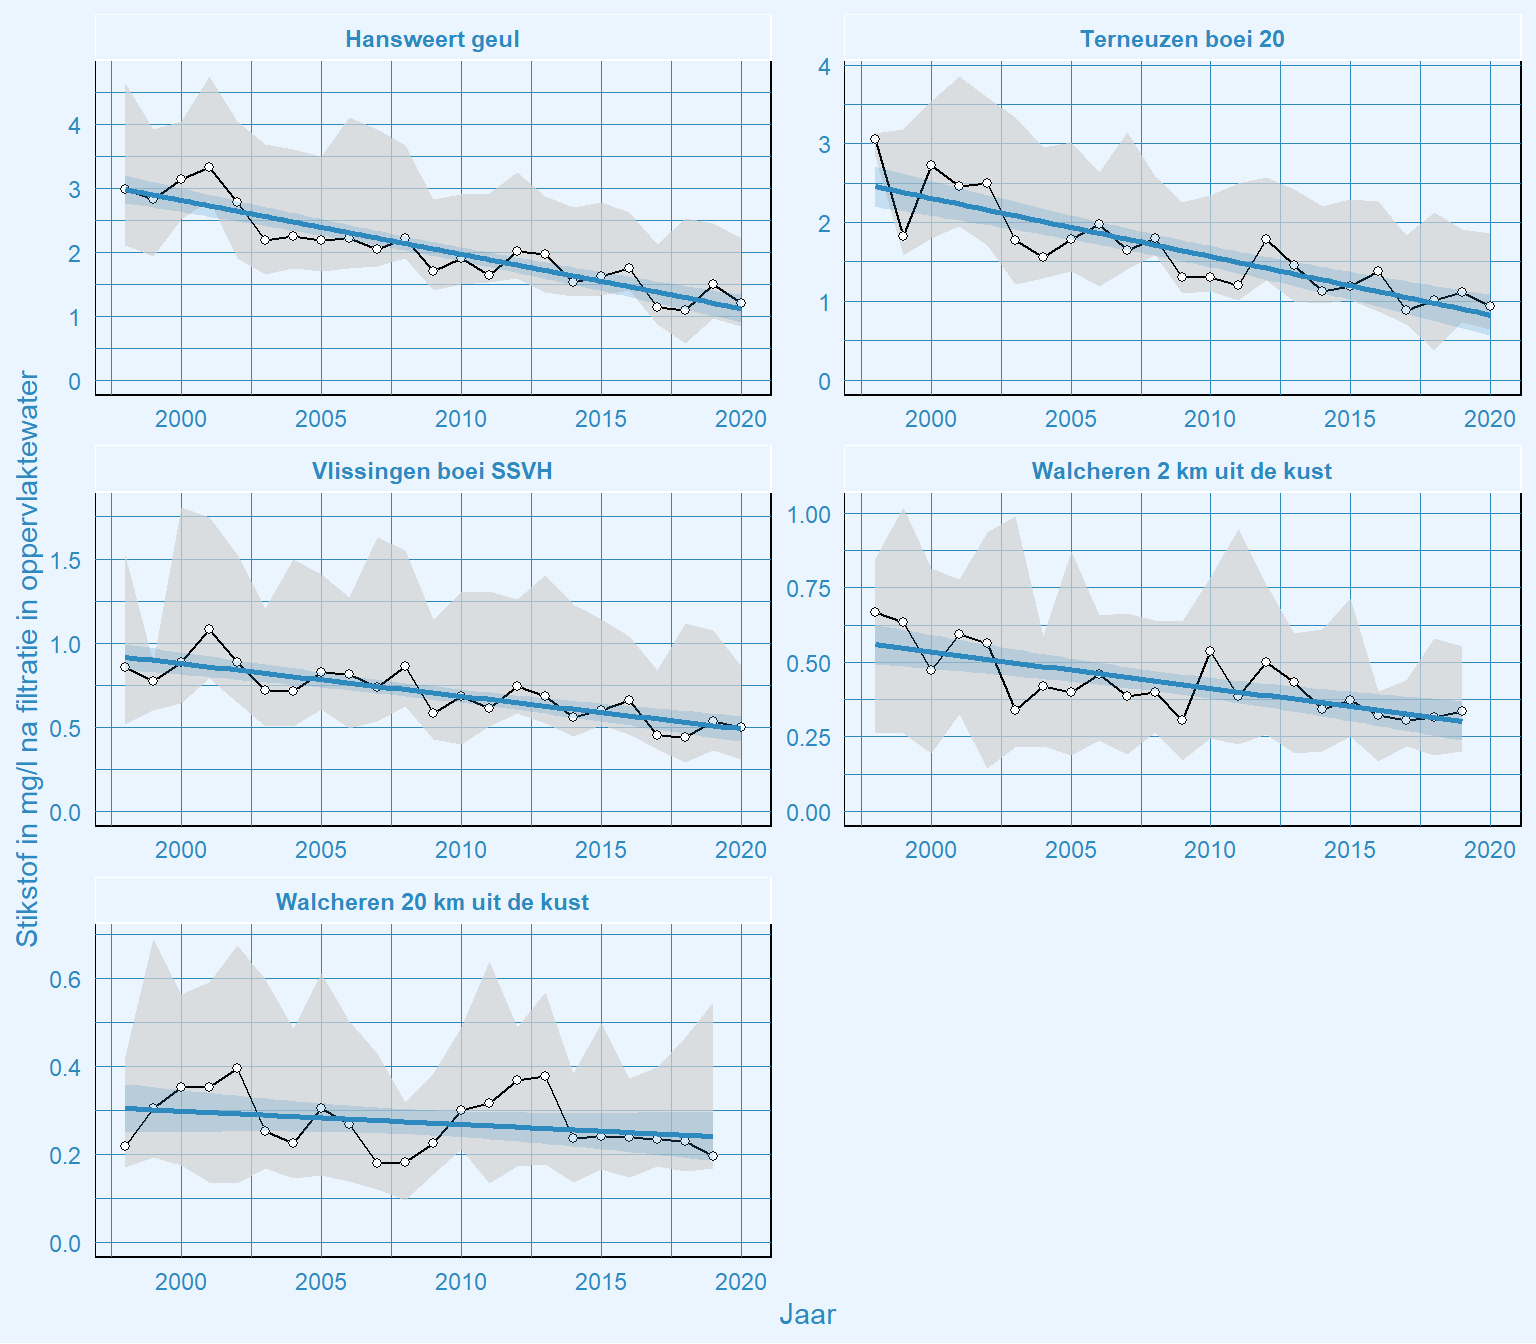 Hansweert geul
4
3
2
1
0
2000 2005 2010 2015 2020
Terneuzen boei 20
4
3
2
1
0
2000 2005 2010 2015 2020
Vlissingen boei SSVH
1.5
1.0
0.5
0.0
2000 2005 2010 2015 2020
Walcheren 2 km uit de kust
1.00
0.75
0.50
0.25
0.00
2000 2005 2010 2015 2020
Walcheren 20 km uit de kust
0.6
0.4
0.2
0.0
2000 2005 2010 2015 2020
Stikstof in mg/l na filtratie in oppervlaktewater
Jaar